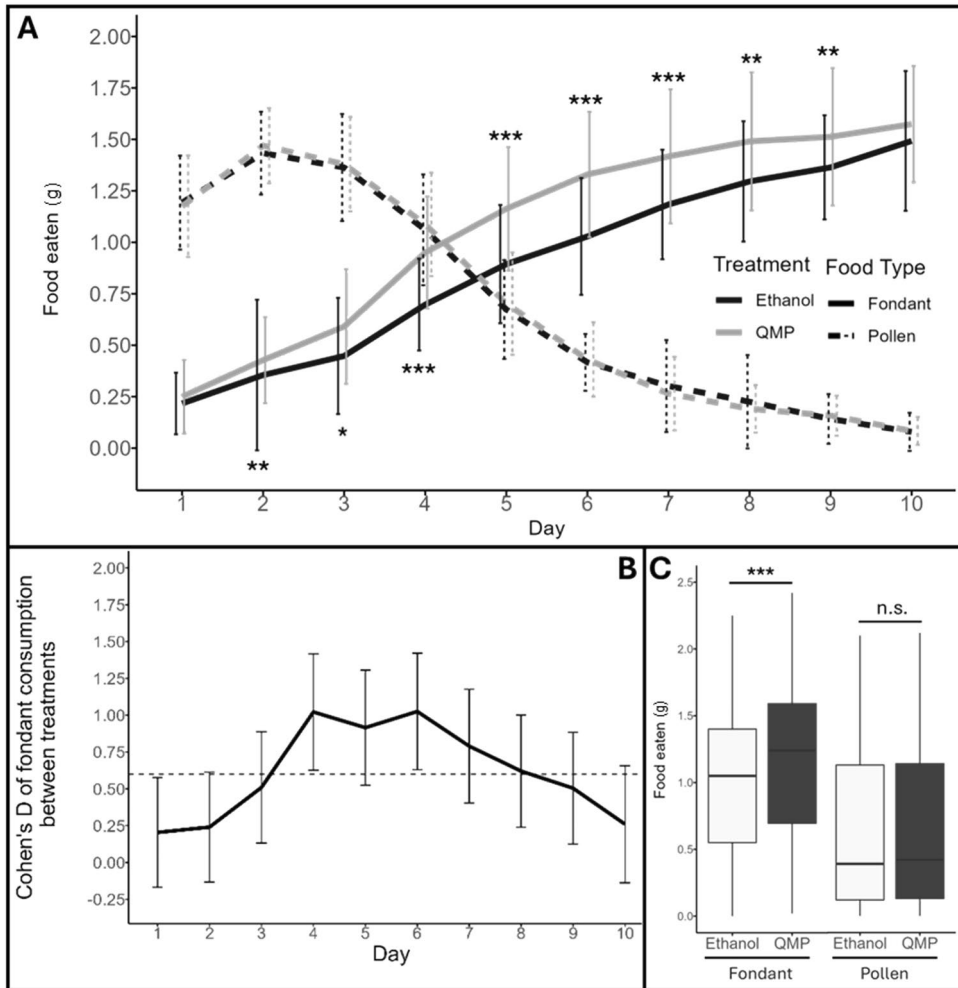 A
2.00
1.75
1.50
1.25
1.00
0.75
0.50
0.25
0.00
Food eaten (g)
**
*
***
***
***
***
**
**
Treatment
Ethanol
QMP
Food Type
Fondant
Pollen
1 2 3 4 5 6 7 8 9 10
Day
B
2.00
1.75
1.50
1.25
1.00
0.75
0.50
0.25
0.00
-0.25
Cohen's D of fondant consumption
between treatments
1 2 3 4 5 6 7 8 9 10
Day
C
2.5
2.0
1.5
1.0
0.5
0.0
Food eaten (g)
***
n.s.
Ethanol QMP Ethanol QMP
Fondant Pollen